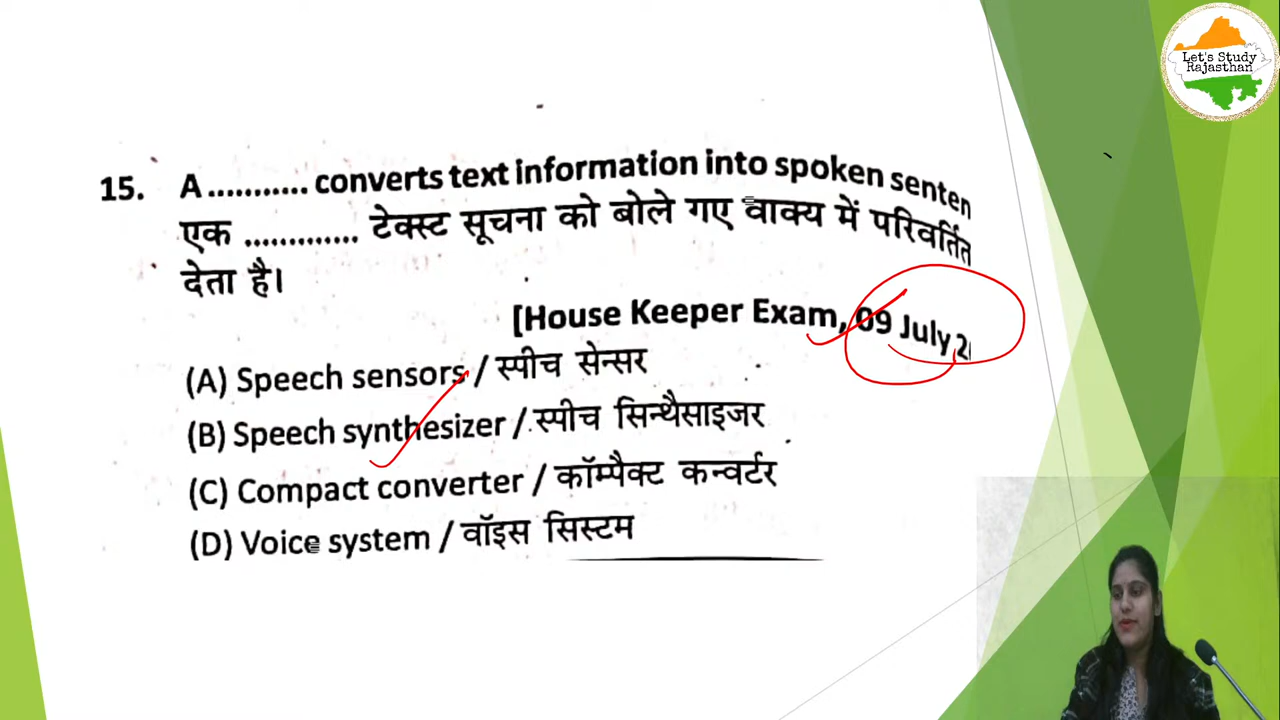 Let's Study
Rajasthan
15. A ........... converts text information into spoken senten
एक ............. टेक्स्ट सूचना को बोले गए वाक्य में परिवर्तित
देता है।
[House Keeper Exam, 09 July 2
(A) Speech sensors / स्पीच सेन्सर
(B) Speech synthesizer / स्पीच सिन्थैसाइजर
(C) Compact converter / कॉम्पैक्ट कन्वर्टर
(D) Voice system / वॉइस सिस्टम